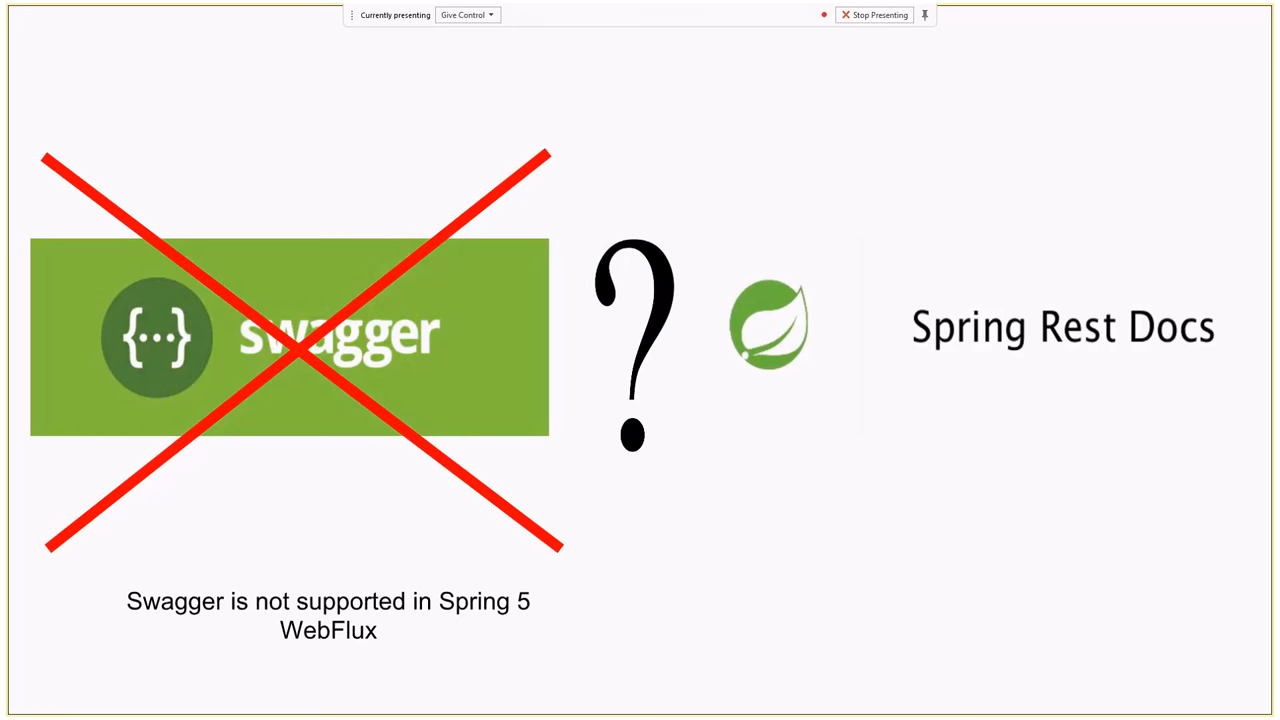 Currently presenting Give Control Stop Presenting
{···} swagger
?
Spring Rest Docs
Swagger is not supported in Spring 5
WebFlux